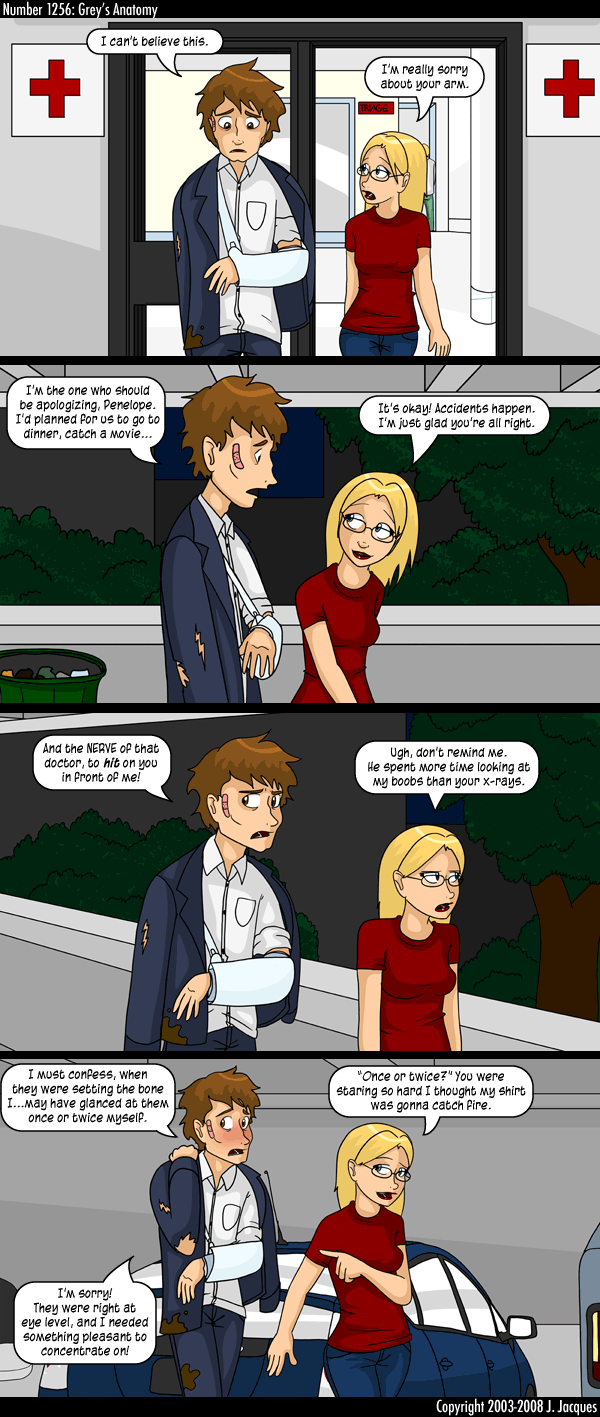 Number 1256: Grey's Anatomy
I can't believe this.
I'm really sorry
about your arm.
TRIAGE
I'm the one who should
be apologizing, Penelope.
I'd planned for us to go to
dinner, catch a movie...
It's okay! Accidents happen.
I'm just glad you're all right.
And the NERVE of that
doctor, to hit on you
in front of me!
Ugh, don't remind me.
He spent more time looking at
my boobs than your x-rays.
I must confess, when
they were setting the bone
I...may have glanced at them
once or twice myself.
"Once or twice?" You were
staring so hard I thought my shirt
was gonna catch fire.
I'm sorry!
They were right at
eye level, and I needed
something pleasant to
concentrate on!
Copyright 2003-2008 J. Jacques